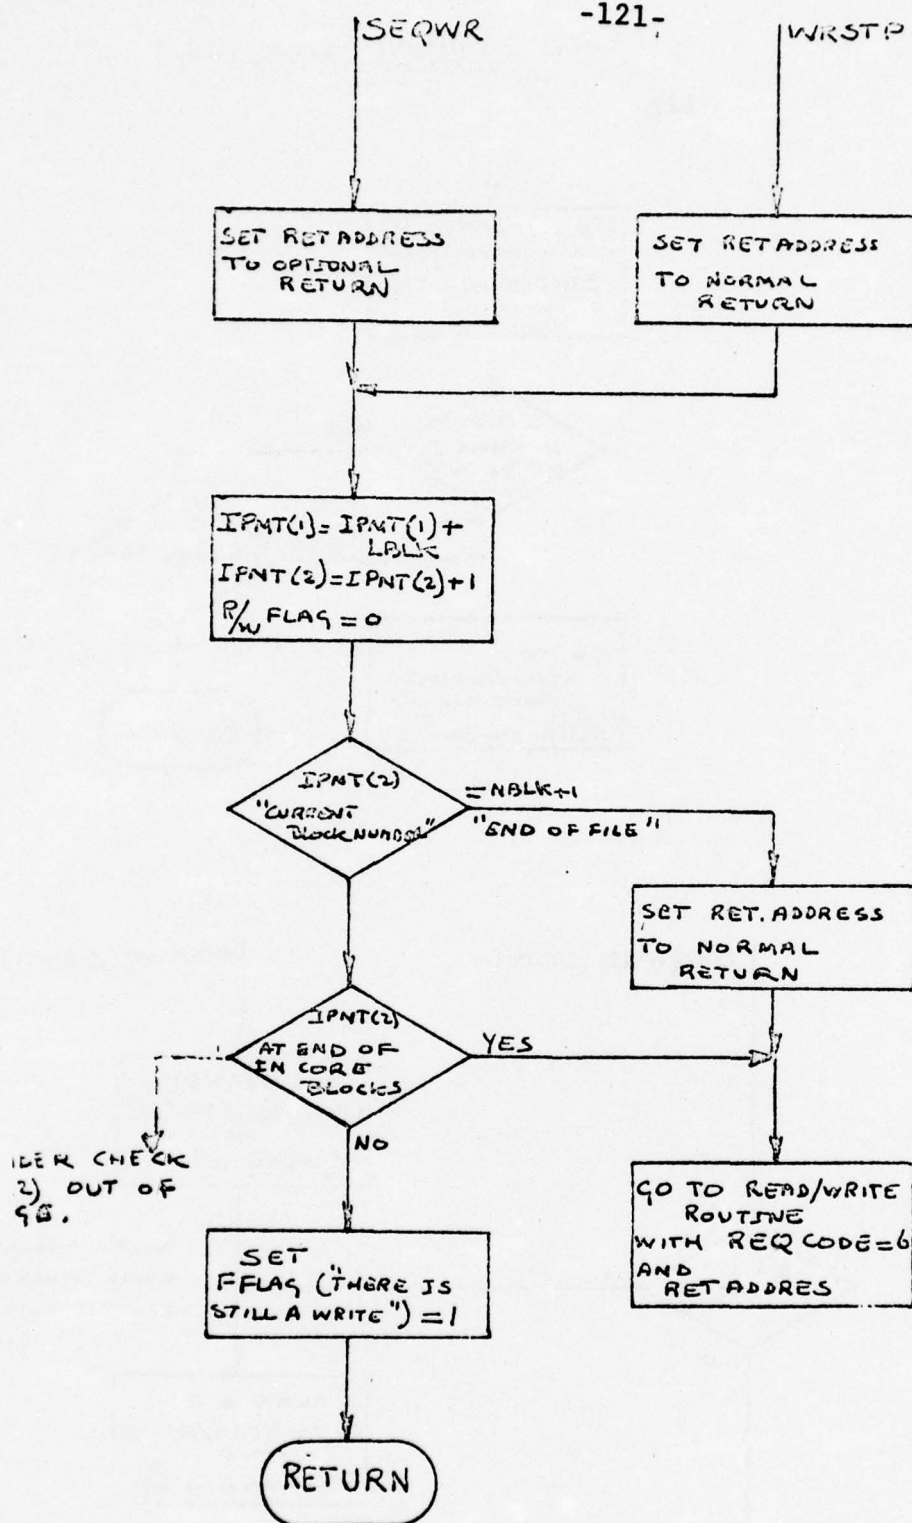 -121-
SEQWR
WRSTP
SET RET ADDRESS
TO OPTIONAL
RETURN
SET RET ADDRESS
TO NORMAL
RETURN
IPNT(1)=IPNT(1)+
LBLK
IPNT(2)=IPNT(2)+1
R/W FLAG=0
IPNT(2)
"CURRENT
BLOCK NUMBER"
=NBLK+1
"END OF FILE"
SET RET. ADDRESS
TO NORMAL
RETURN
IPNT(2)
AT END OF
IN CORE
BLOCKS
YES
NO
CHECK
2) OUT OF
GO TO READ/WRITE
ROUTINE
WITH REQ CODE=6
AND
RET ADDRES
SET
FFLAG ("THERE IS
STILL A WRITE")=1
RETURN